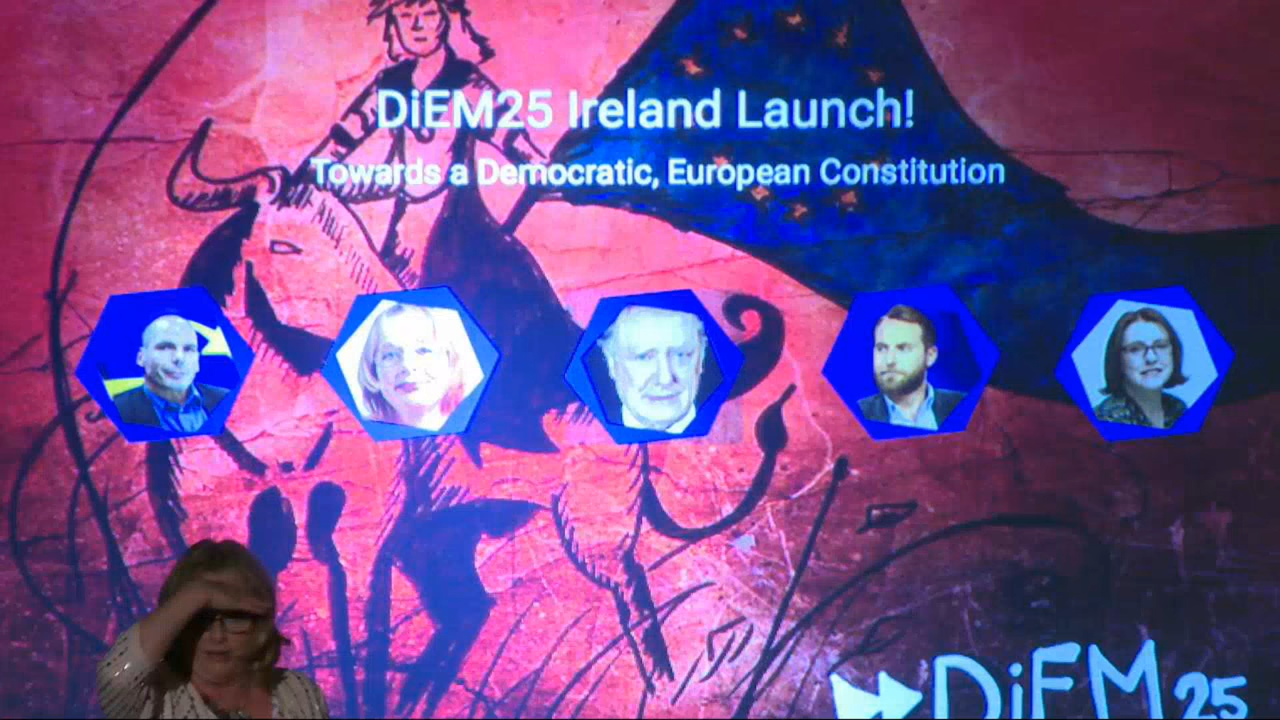 DiEM25 Ireland Launch!
Towards a Democratic, European Constitution
DiEM25